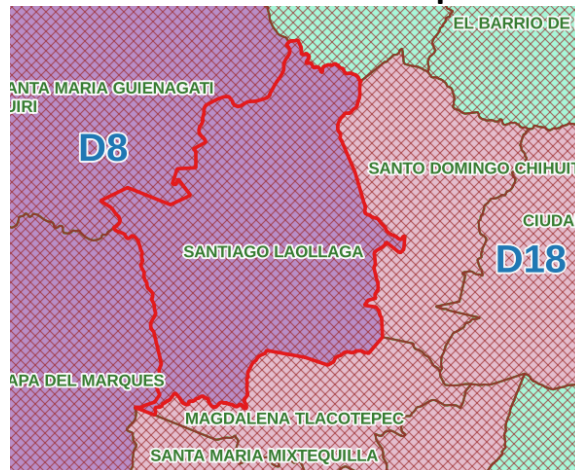 EL BARRIO DE
ANTA MARIA GUIENAGATI
UIRI
D8
SANTO DOMINGO CHIHUIT
CIUDA
SANTIAGO LAOLLAGA
D18
APA DEL MARQUES
MAGDALENA TLACOTEPEC
SANTA MARIA MIXTEQUILLA